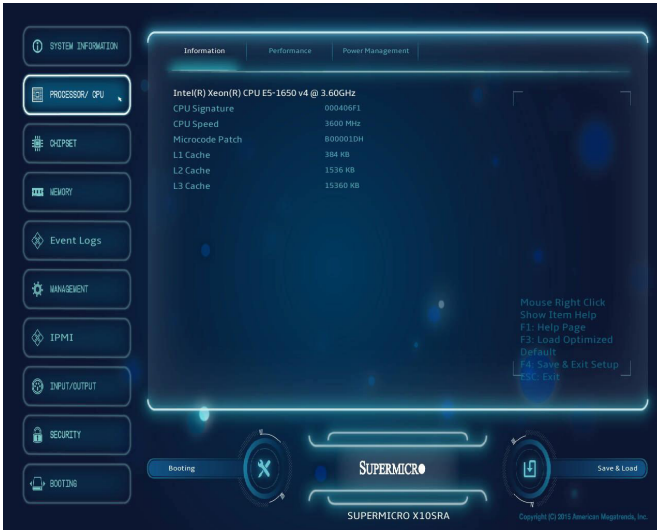 SYSTEM INFORMATION
PROCESSOR/ CPU
CHIPSET
MEMORY
Event Logs
MANAGEMENT
IPMI
INPUT/OUTPUT
SECURITY
BOOTING
Information Performance Power Management
Intel(R) Xeon(R) CPU E5-1650 v4 @ 3.60GHz
CPU Signature 000406F1
CPU Speed 3600 MHz
Microcode Patch B00001DH
L1 Cache 384 KB
L2 Cache 1536 KB
L3 Cache 15360 KB
Mouse Right Click
Show Item Help
F1: Help Page
F3: Load Optimized
Default
F4: Save & Exit Setup
ESC: Exit
Booting
SUPERMICRO
Save & Load
SUPERMICRO X10SRA
Copyright (C) 2015 American Megatrends, Inc.